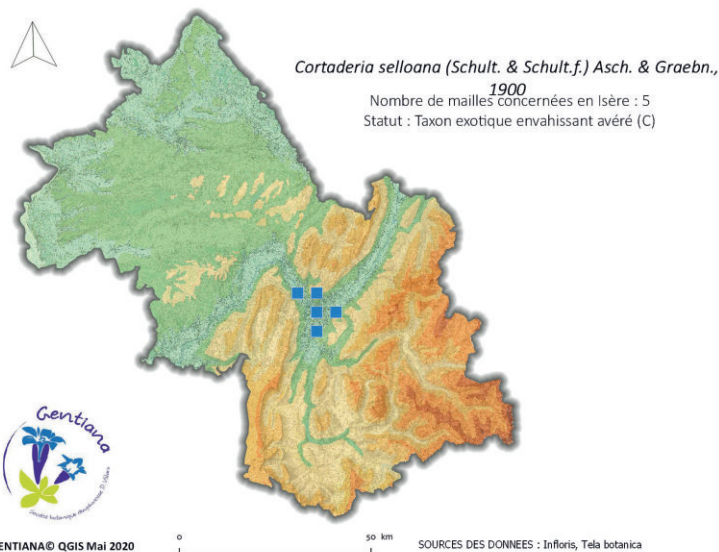 Cortaderia selloana (Schult. & Schult.f.) Asch. & Graebn.,
1900
Nombre de mailles concernées en Isère : 5
Statut : Taxon exotique envahissant avéré (C)
Gentiana
ENTIANA© QGIS Mai 2020
0
50 km
SOURCES DES DONNEES : Infloris, Tela botanica